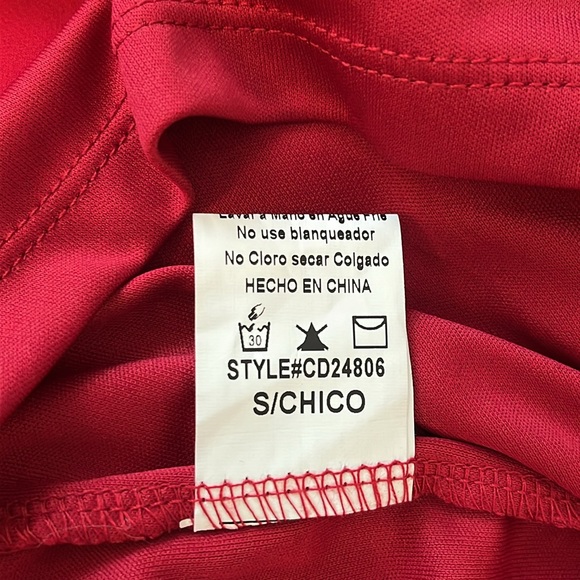 Lavar a Mano en Agua Fria
No use blanqueador
No Cloro secar Colgado
HECHO EN CHINA
30
STYLE#CD24806
S/CHICO